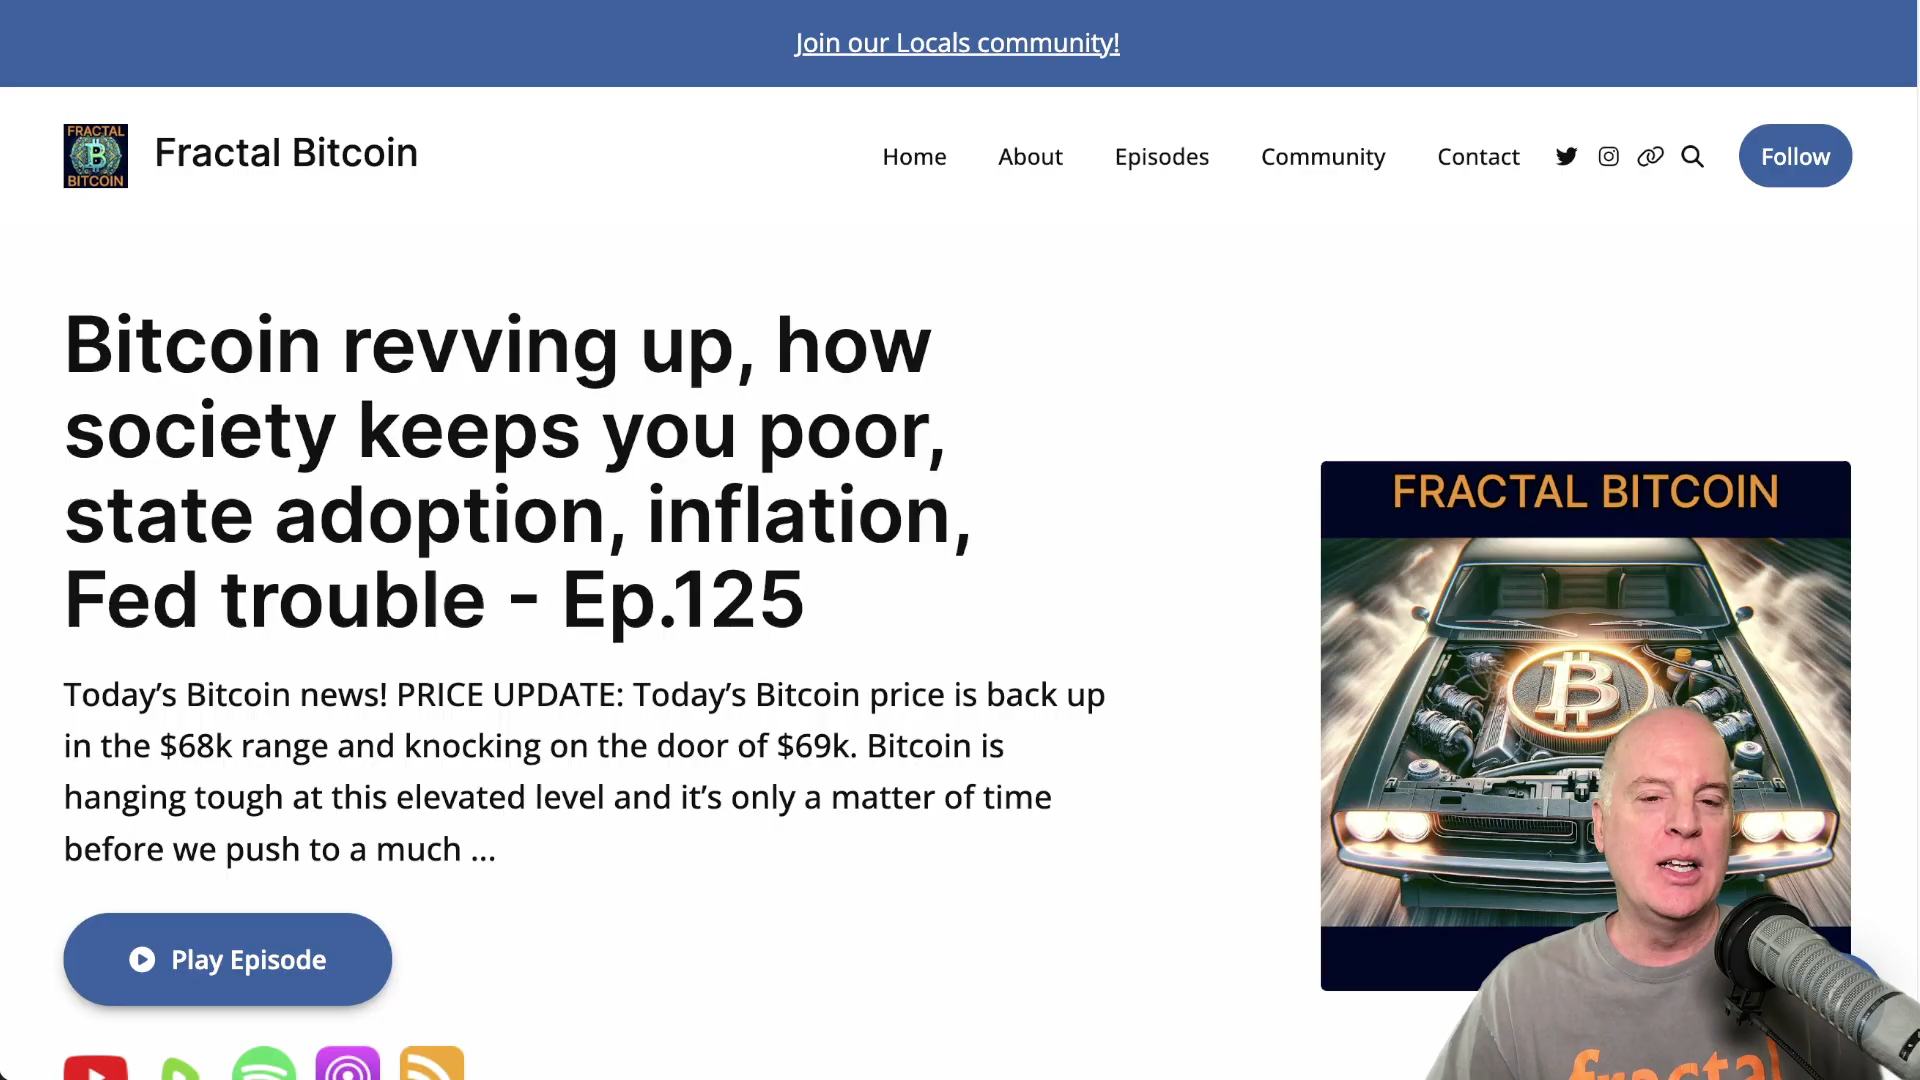 Join our Locals community!
FRACTAL
BITCOIN
Fractal Bitcoin
Home
About
Episodes
Community
Contact
Follow
Bitcoin revving up, how
society keeps you poor,
state adoption, inflation,
Fed trouble - Ep.125
Today’s Bitcoin news! PRICE UPDATE: Today’s Bitcoin price is back up
in the $68k range and knocking on the door of $69k. Bitcoin is
hanging tough at this elevated level and it’s only a matter of time
before we push to a much ...
Play Episode
FRACTAL BITCOIN
fractal